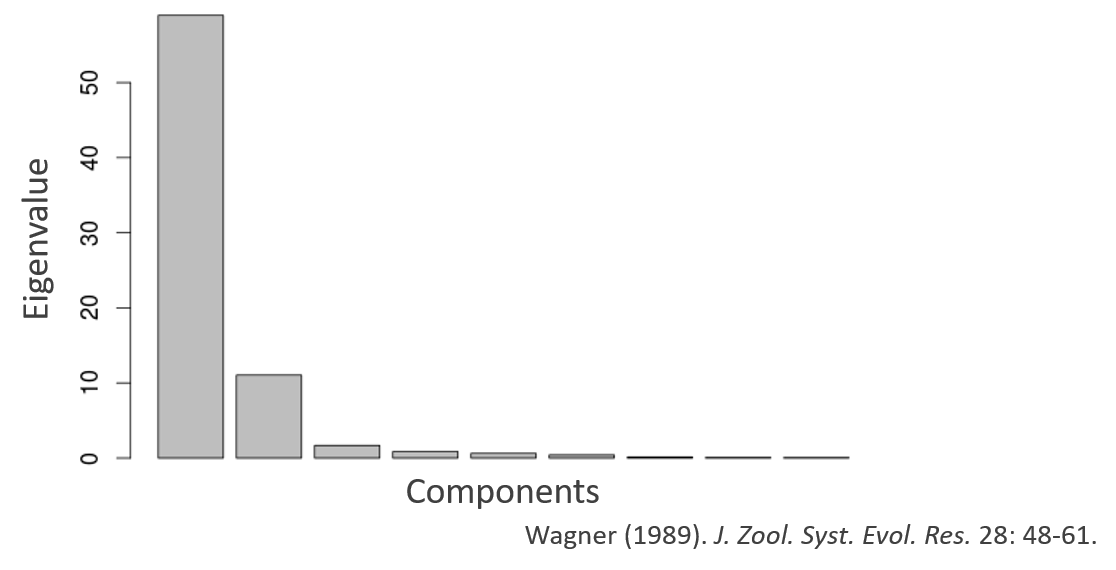 50
40
30
20
10
0
Eigenvalue
Components
Wagner (1989). J. Zool. Syst. Evol. Res. 28: 48-61.